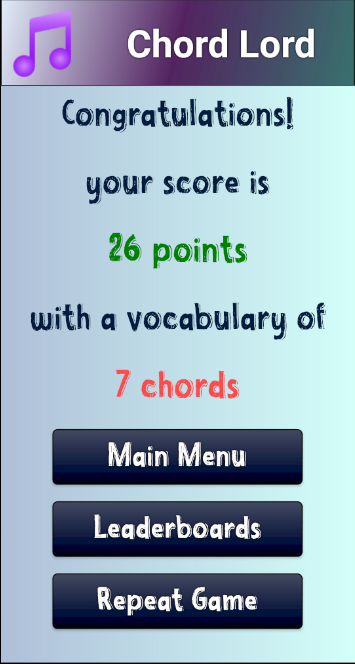 Chord Lord
Congratulations!
your score is
26 points
with a vocabulary of
7 chords
Main Menu
Leaderboards
Repeat Game